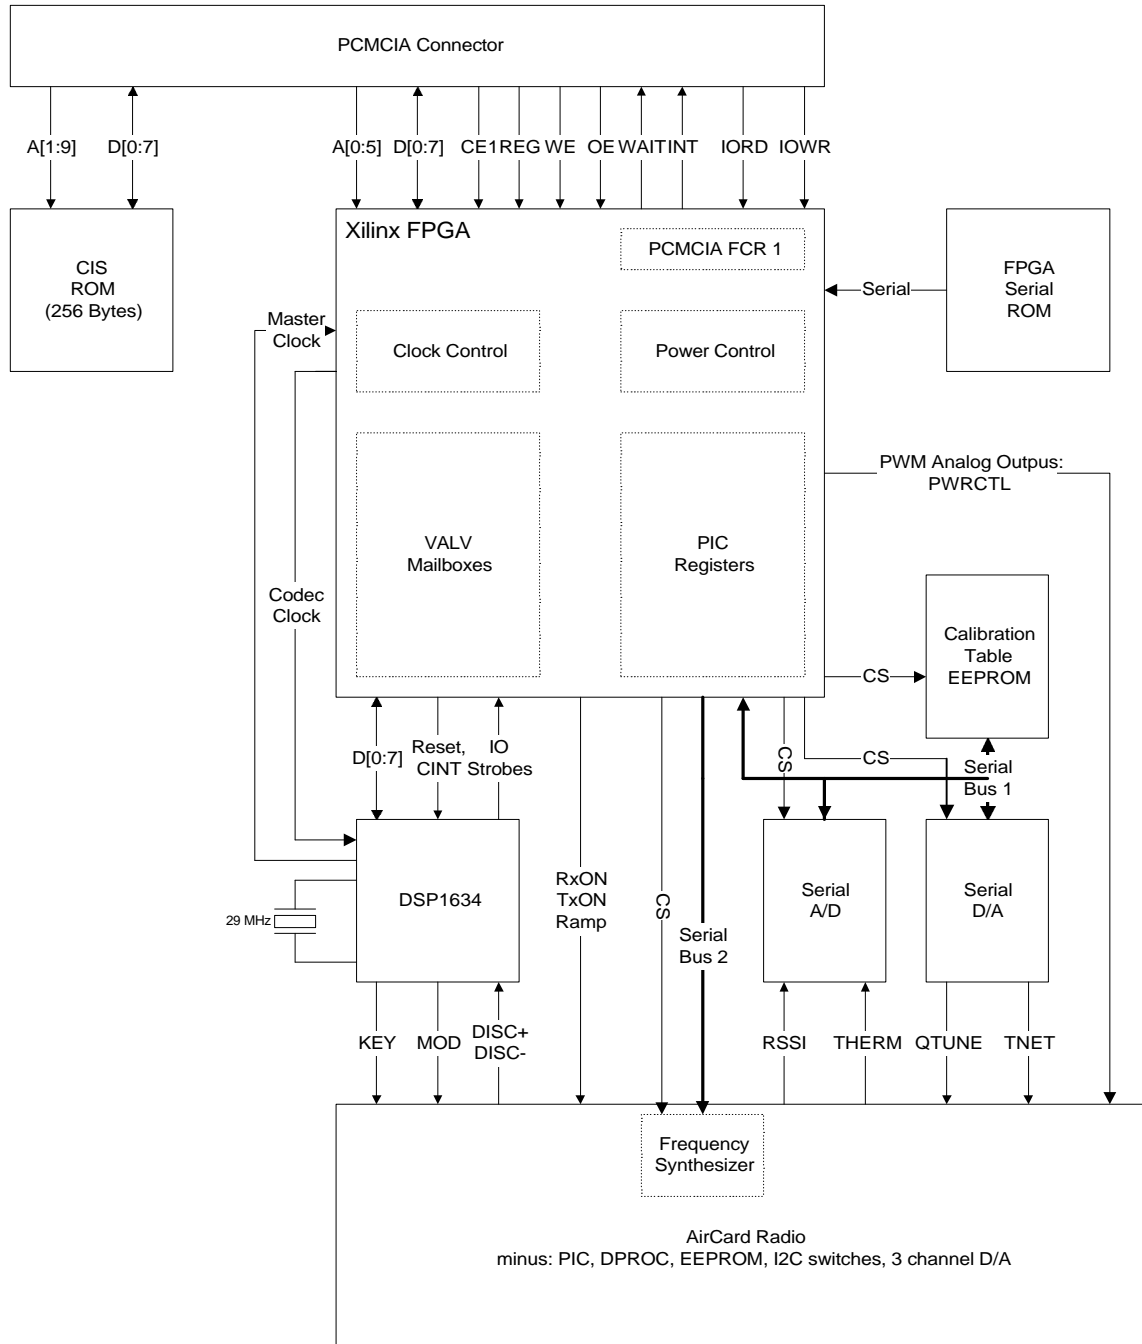 PCMCIA Connector
A[1:9]
D[0:7]
A[0:5]
D[0:7]
CE1
REG
WE
OE
WAIT
INT
IORD
IOWR
CIS
ROM
(256 Bytes)
Xilinx FPGA
PCMCIA FCR 1
Serial
FPGA
Serial
ROM
Master
Clock
Clock Control
Power Control
PWM Analog Outpus:
PWRCTL
VALV
Mailboxes
PIC
Registers
Codec
Clock
Calibration
Table
EEPROM
CS
D[0:7]
Reset,
CINT
IO
Strobes
CS
CS
Serial
Bus 1
DSP1634
29 MHz
RxON
TxON
Ramp
CS
Serial
Bus 2
Serial
A/D
Serial
D/A
KEY
MOD
DISC+
DISC-
RSSI
THERM
QTUNE
TNET
Frequency
Synthesizer
AirCard Radio
minus: PIC, DPROC, EEPROM, I2C switches, 3 channel D/A